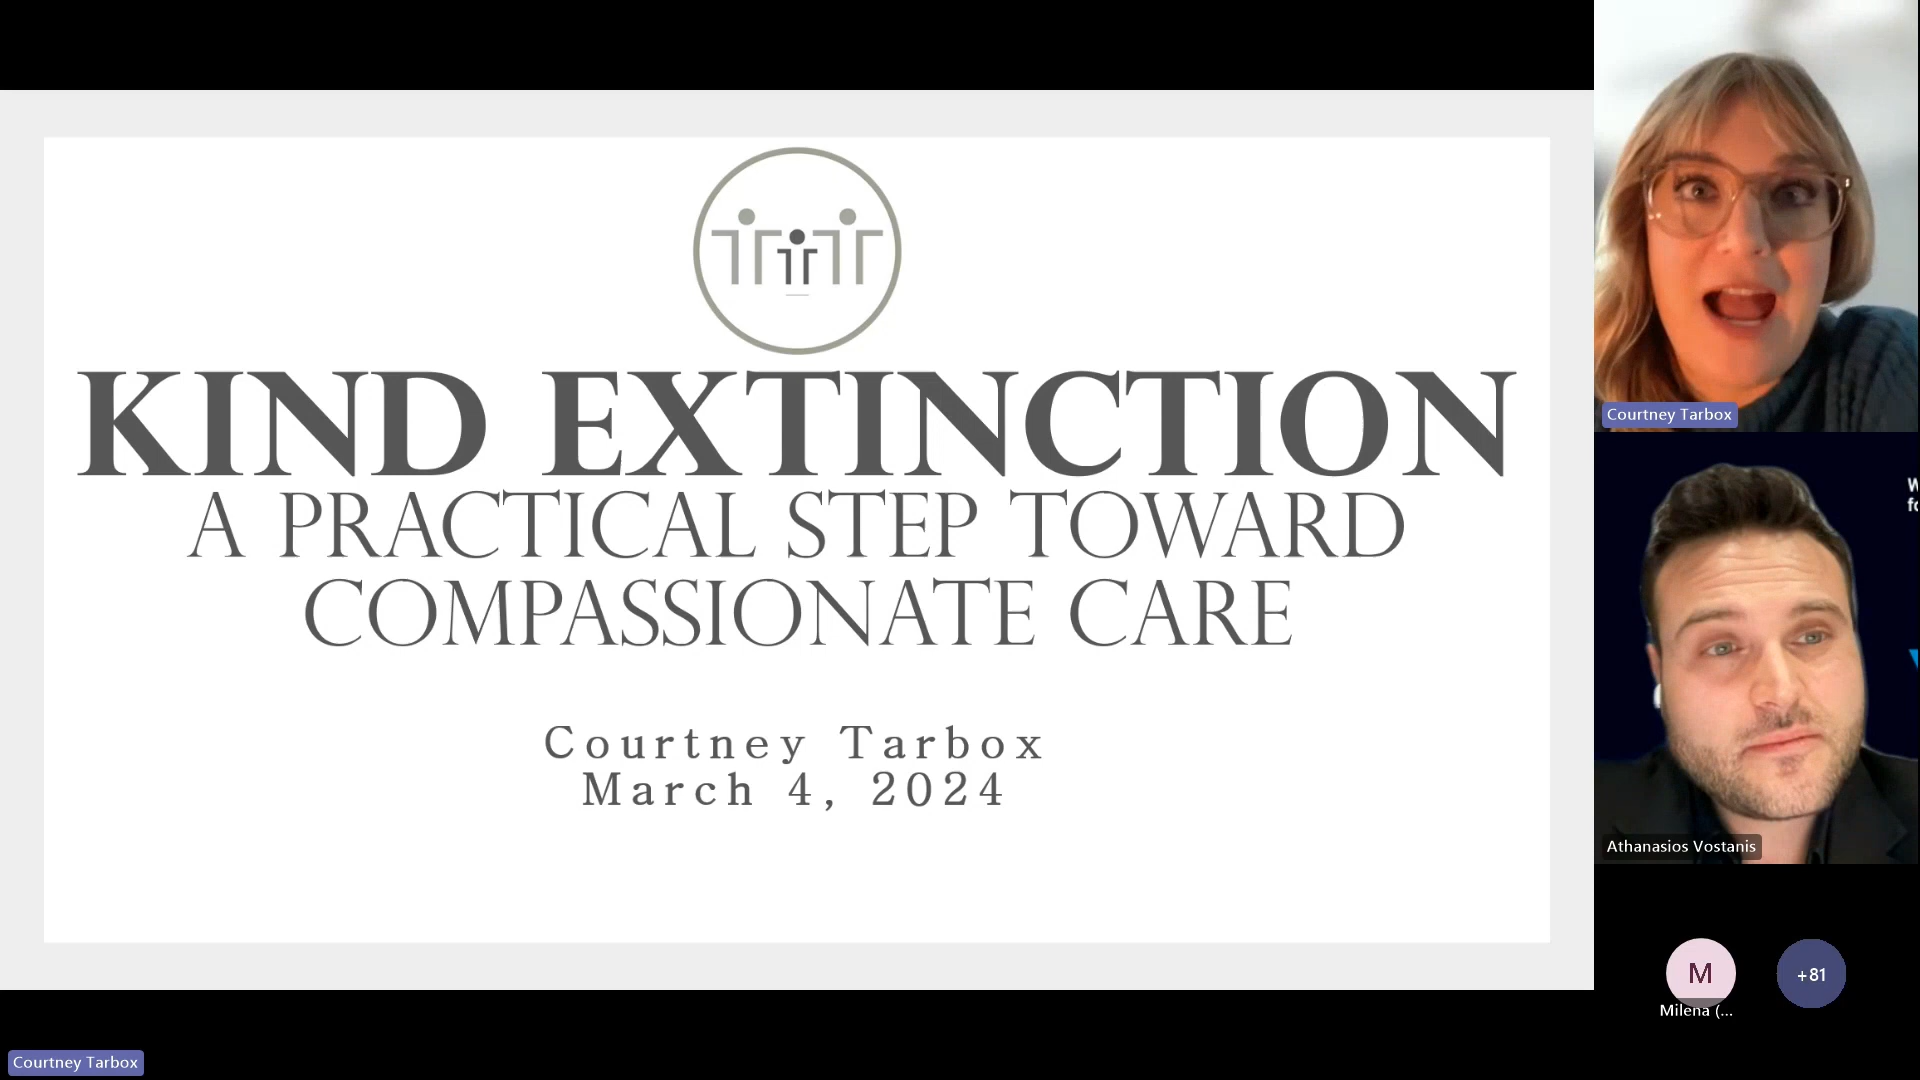 KIND EXTINCTION
A PRACTICAL STEP TOWARD
COMPASSIONATE CARE
Courtney Tarbox
March 4, 2024
Courtney Tarbox
Athanasios Vostanis
M
+81
Milena (...
Courtney Tarbox